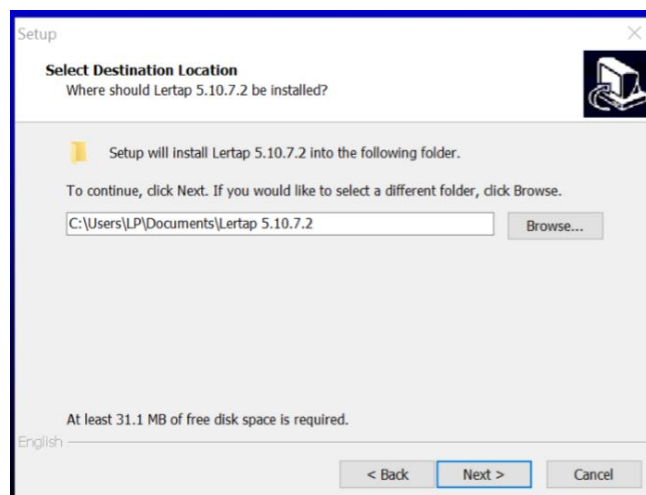 Setup
Select Destination Location
Where should Lertap 5.10.7.2 be installed?
Setup will install Lertap 5.10.7.2 into the following folder.
To continue, click Next. If you would like to select a different folder, click Browse.
C:\Users\LP\Documents\Lertap 5.10.7.2
Browse...
At least 31.1 MB of free disk space is required.
English
< Back
Next >
Cancel